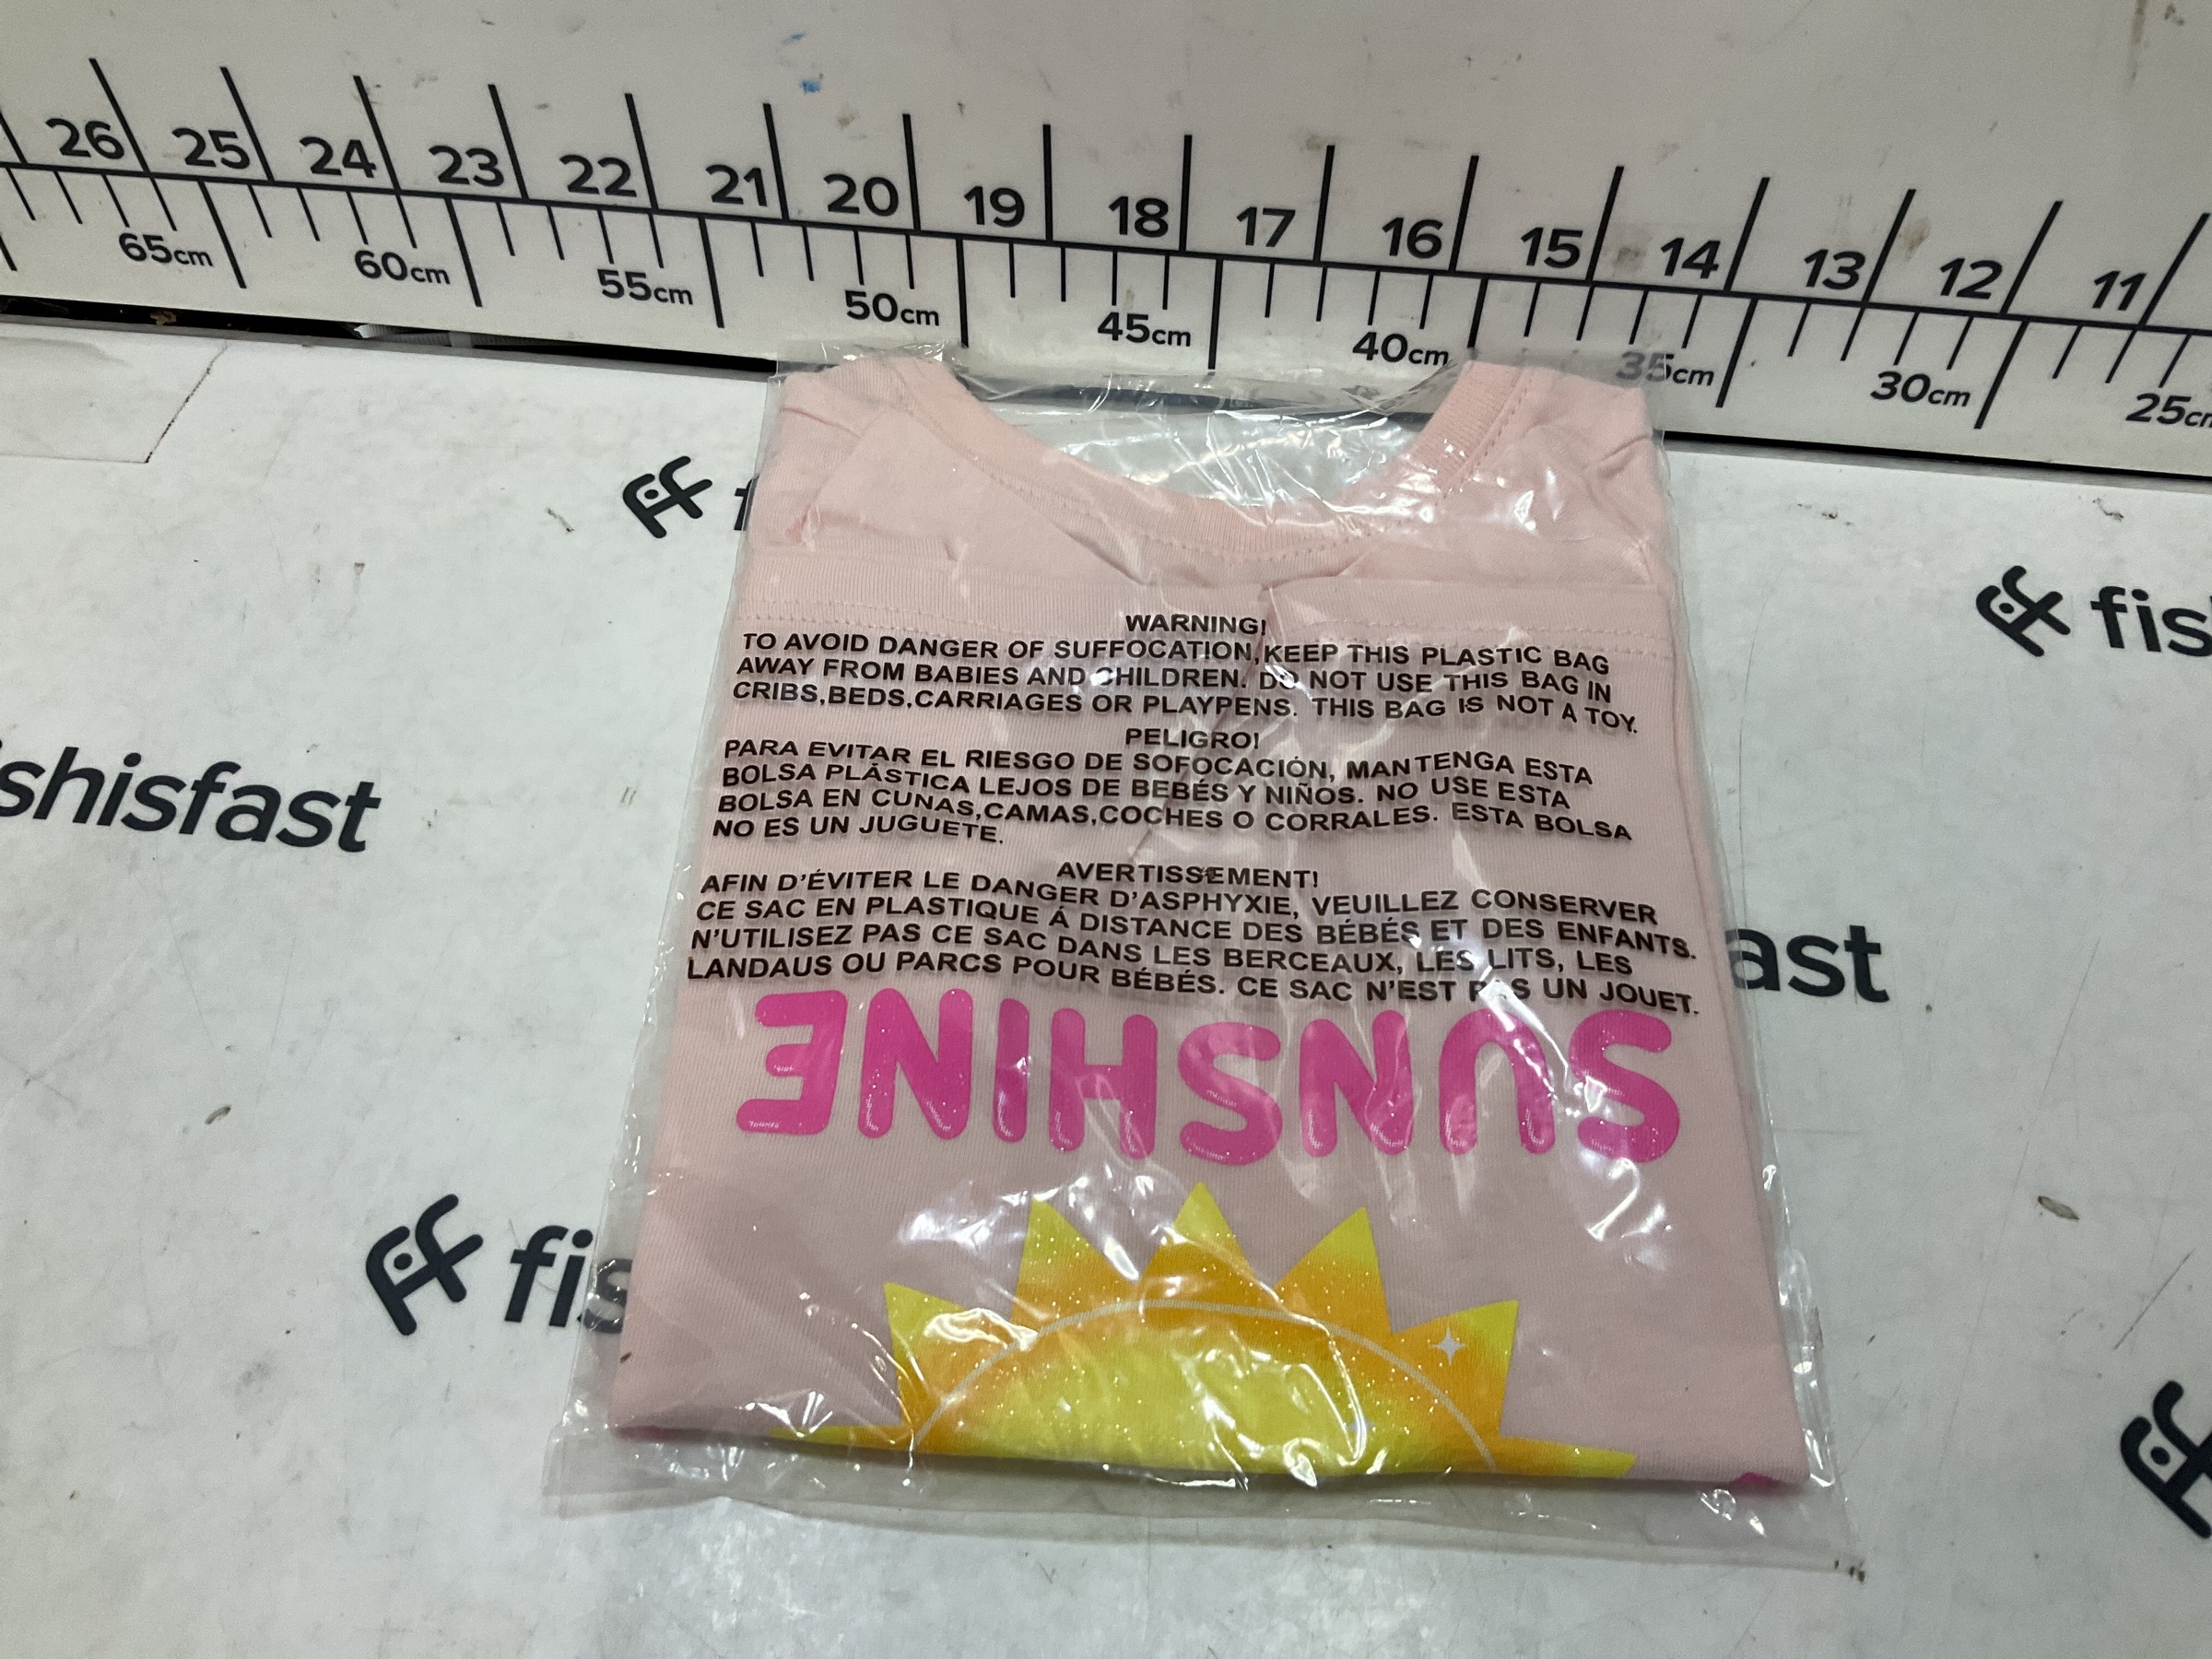 26 25 24 23 22 21 20 19 18 17 16 15 14 13 12 11
65cm 60cm 55cm 50cm 45cm 40cm 35cm 30cm 25cm
WARNING!
TO AVOID DANGER OF SUFFOCATION,KEEP THIS PLASTIC BAG
AWAY FROM BABIES AND CHILDREN. DO NOT USE THIS BAG IN
CRIBS,BEDS.CARRIAGES OR PLAYPENS. THIS BAG IS NOT A TOY.
PELIGRO!
PARA EVITAR EL RIESGO DE SOFOCACIÓN, MANTENGA ESTA
BOLSA PLÁSTICA LEJOS DE BEBÉS Y NIÑOS. NO USE ESTA
BOLSA EN CUNAS,CAMAS,COCHES O CORRALES. ESTA BOLSA
NO ES UN JUGUETE.
AVERTISSEMENT!
AFIN D'ÉVITER LE DANGER D'ASPHYXIE, VEUILLEZ CONSERVER
CE SAC EN PLASTIQUE Á DISTANCE DES BÉBÉS ET DES ENFANTS.
N'UTILISEZ PAS CE SAC DANS LES BERCEAUX, LES LITS, LES
LANDAUS OU PARCS POUR BÉBÉS. CE SAC N'EST PAS UN JOUET.
SUNSHINE
fis
shisfast
ast
fis